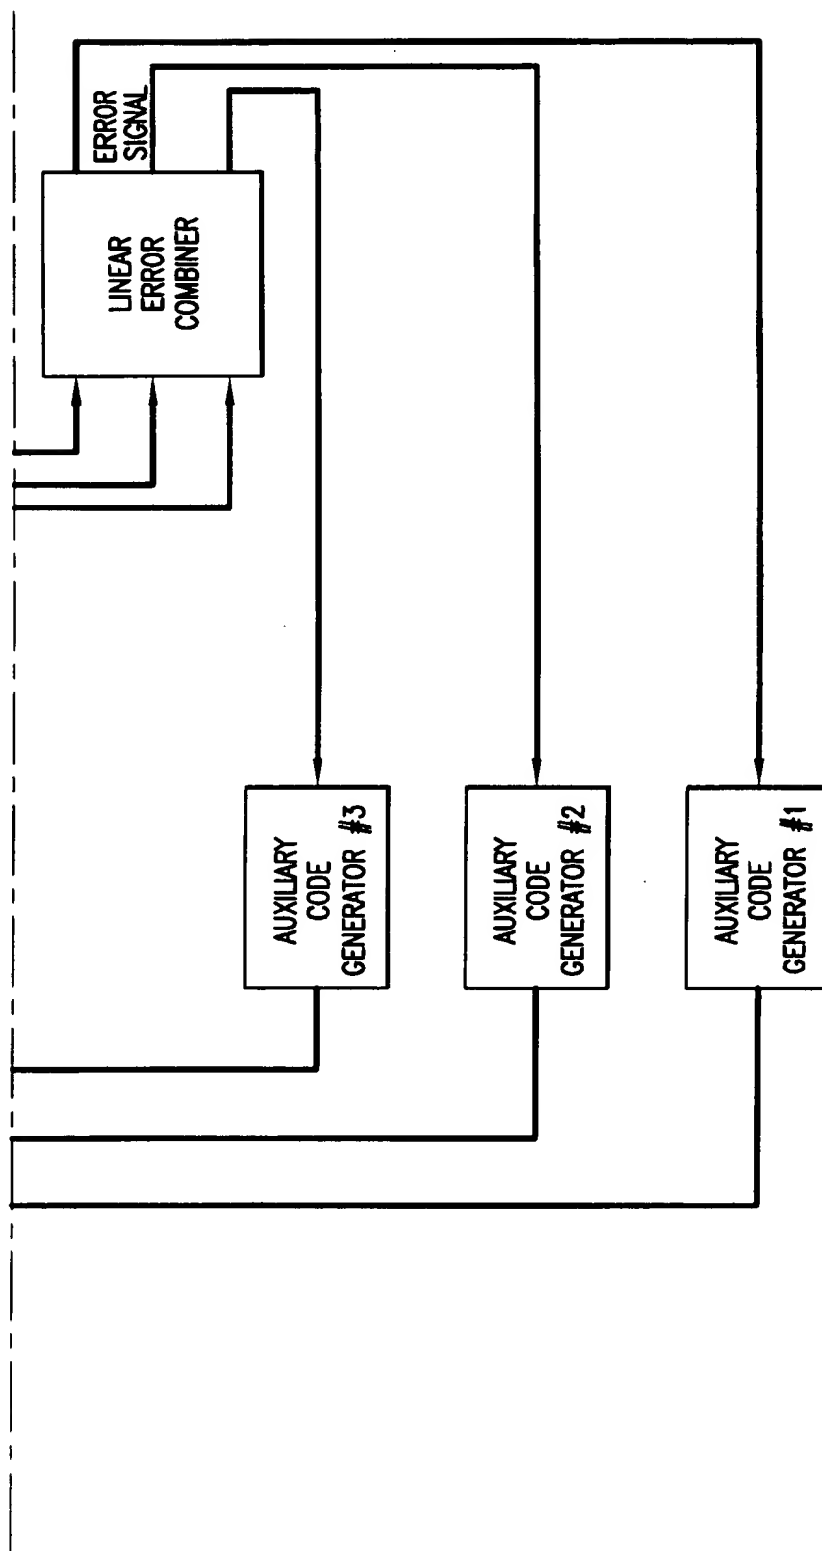 ERROR
SIGNAL
LINEAR
ERROR
COMBINER
AUXILIARY
CODE
GENERATOR #3
AUXILIARY
CODE
GENERATOR #2
AUXILIARY
CODE
GENERATOR #1